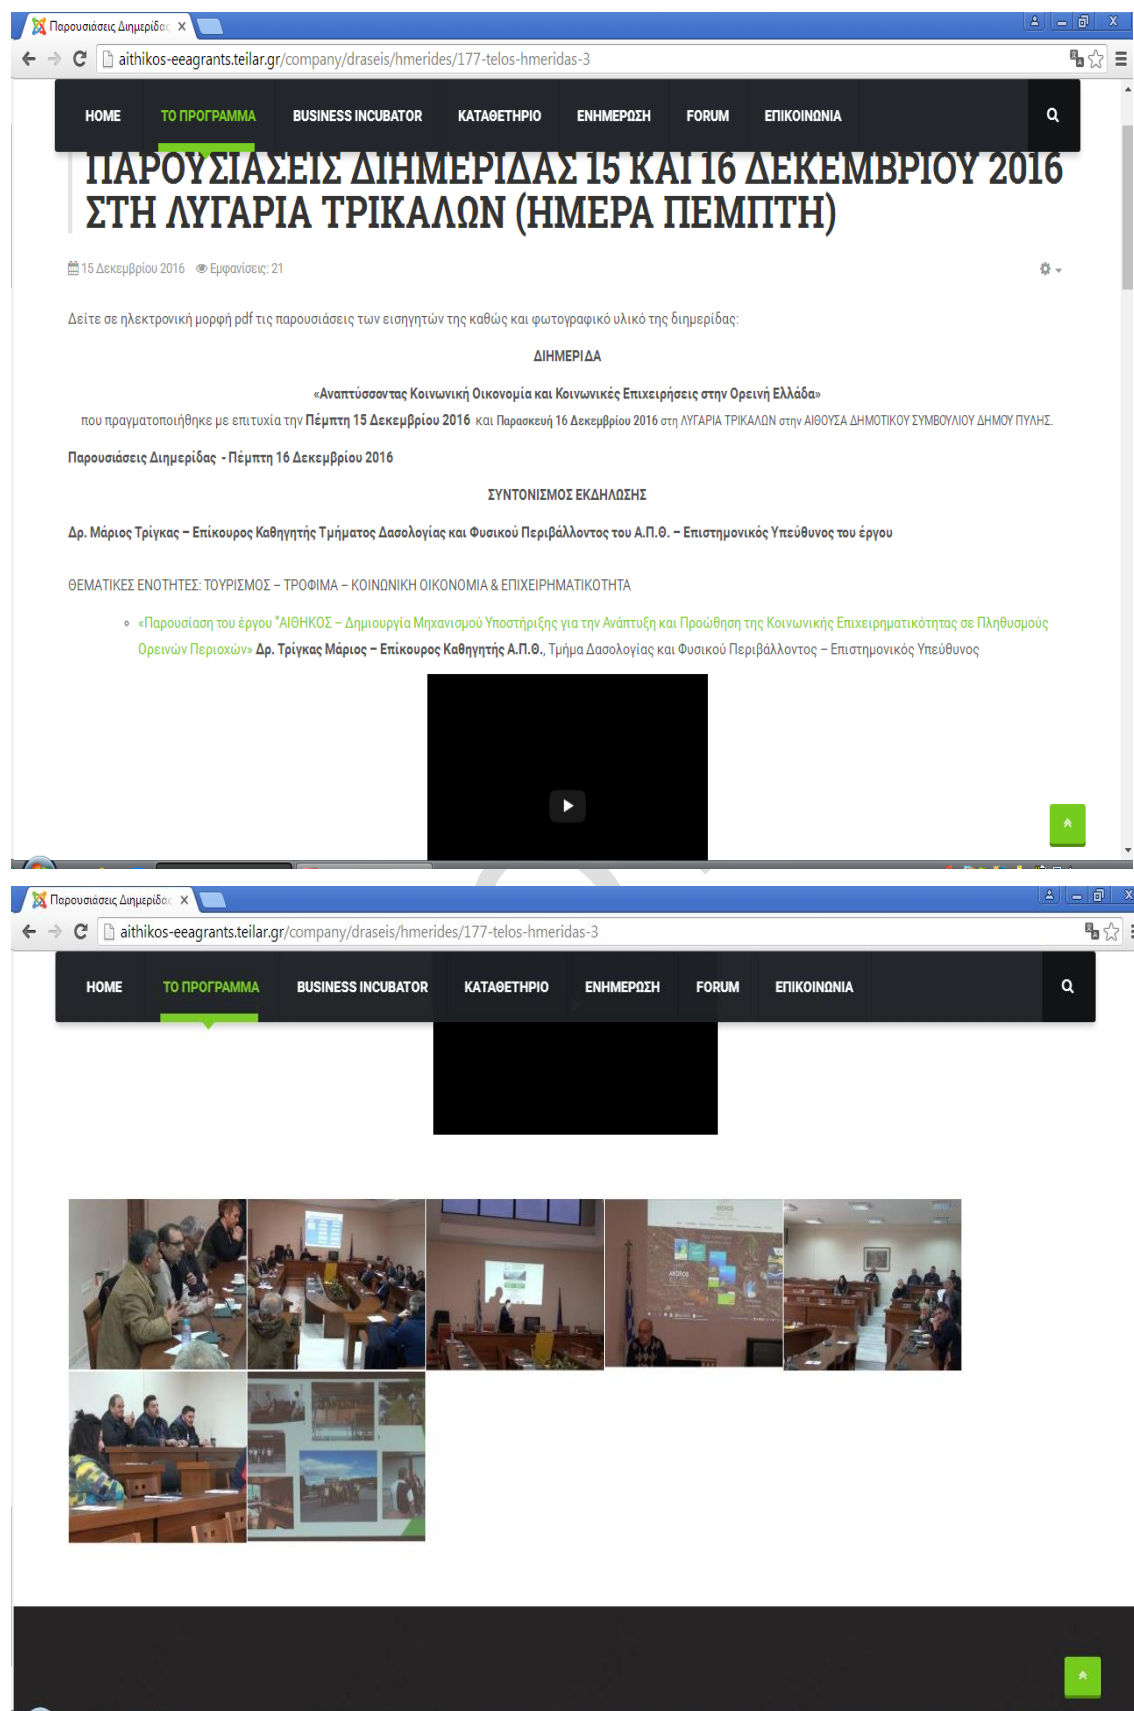 Παρουσιάσεις Διημερίδας
aithikos-eeagrants.teilar.gr/company/draseis/hmerides/177-telos-hmeridas-3
HOME ΤΟ ΠΡΟΓΡΑΜΜΑ BUSINESS INCUBATOR ΚΑΤΑΘΕΤΗΡΙΟ ΕΝΗΜΕΡΩΣΗ FORUM ΕΠΙΚΟΙΝΩΝΙΑ
ΠΑΡΟΥΣΙΑΣΕΙΣ ΔΙΗΜΕΡΙΔΑΣ 15 ΚΑΙ 16 ΔΕΚΕΜΒΡΙΟΥ 2016
ΣΤΗ ΛΥΓΑΡΙΑ ΤΡΙΚΑΛΩΝ (ΗΜΕΡΑ ΠΕΜΠΤΗ)
15 Δεκεμβρίου 2016 Εμφανίσεις: 21
Δείτε σε ηλεκτρονική μορφή pdf τις παρουσιάσεις των εισηγητών της καθώς και φωτογραφικό υλικό της διημερίδας:
ΔΙΗΜΕΡΙΔΑ
«Αναπτύσσοντας Κοινωνική Οικονομία και Κοινωνικές Επιχειρήσεις στην Ορεινή Ελλάδα»
που πραγματοποιήθηκε με επιτυχία την Πέμπτη 15 Δεκεμβρίου 2016 και Παρασκευή 16 Δεκεμβρίου 2016 στη ΛΥΓΑΡΙΑ ΤΡΙΚΑΛΩΝ στην ΑΙΘΟΥΣΑ ΔΗΜΟΤΙΚΟΥ ΣΥΜΒΟΥΛΙΟΥ ΔΗΜΟΥ ΠΥΛΗΣ.
Παρουσιάσεις Διημερίδας - Πέμπτη 16 Δεκεμβρίου 2016
ΣΥΝΤΟΝΙΣΜΟΣ ΕΚΔΗΛΩΣΗΣ
Δρ. Μάριος Τρίγκας – Επίκουρος Καθηγητής Τμήματος Δασολογίας και Φυσικού Περιβάλλοντος του Α.Π.Θ. – Επιστημονικός Υπεύθυνος του έργου
ΘΕΜΑΤΙΚΕΣ ΕΝΟΤΗΤΕΣ: ΤΟΥΡΙΣΜΟΣ – ΤΡΟΦΙΜΑ – ΚΟΙΝΩΝΙΚΗ ΟΙΚΟΝΟΜΙΑ & ΕΠΙΧΕΙΡΗΜΑΤΙΚΟΤΗΤΑ
«Παρουσίαση του έργου "ΑΙΘΗΚΟΣ – Δημιουργία Μηχανισμού Υποστήριξης για την Ανάπτυξη και Προώθηση της Κοινωνικής Επιχειρηματικότητας σε Πληθυσμούς
Ορεινών Περιοχών» Δρ. Τρίγκας Μάριος – Επίκουρος Καθηγητής Α.Π.Θ., Τμήμα Δασολογίας και Φυσικού Περιβάλλοντος – Επιστημονικός Υπεύθυνος
Παρουσιάσεις Διημερίδας
aithikos-eeagrants.teilar.gr/company/draseis/hmerides/177-telos-hmeridas-3
HOME ΤΟ ΠΡΟΓΡΑΜΜΑ BUSINESS INCUBATOR ΚΑΤΑΘΕΤΗΡΙΟ ΕΝΗΜΕΡΩΣΗ FORUM ΕΠΙΚΟΙΝΩΝΙΑ